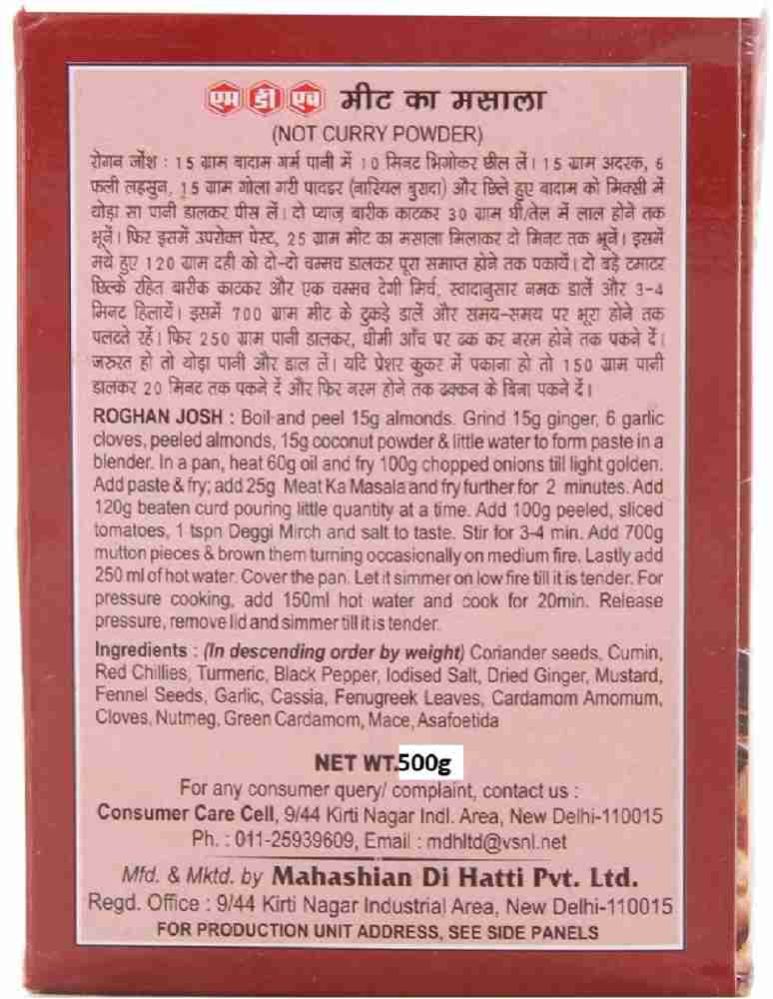 एम डी एच मीट का मसाला
(NOT CURRY POWDER)
रोगन जोश : 15 ग्राम बादाम गर्म पानी में 10 मिनट भिगोकर छील लें। 15 ग्राम अदरक, 6
फली लहसुन, 15 ग्राम गोला गरी पाउडर (नारियल बुरादा) और छिले हुए बादाम को मिक्सी में
थोड़ा सा पानी डालकर पीस लें। दो प्याज़ बारीक काटकर 30 ग्राम घी/तेल में लाल होने तक
भूनें। फिर इसमें उपरोक्त पेस्ट, 25 ग्राम मीट का मसाला मिलाकर दो मिनट तक भूनें। इसमें
मथे हुए 120 ग्राम दही को दो-दो चम्मच डालकर पूरा समाप्त होने तक पकायें। दो बड़े टमाटर
छिल्के रहित बारीक काटकर और एक चम्मच देगी मिर्च, स्वादानुसार नमक डालें और 3-4
मिनट हिलायें। इसमें 700 ग्राम मीट के टुकड़े डालें और समय-समय पर भूरा होने तक
पलटते रहें। फिर 250 ग्राम पानी डालकर, धीमी आँच पर ढक कर नरम होने तक पकने दें।
जरुरत हो तो थोड़ा पानी और डाल लें। यदि प्रेशर कुकर में पकाना हो तो 150 ग्राम पानी
डालकर 20 मिनट तक पकने दें और फिर नरम होने तक ढक्कन के बिना पकने दें।
ROGHAN JOSH : Boil and peel 15g almonds. Grind 15g ginger, 6 garlic
cloves, peeled almonds, 15g coconut powder & little water to form paste in a
blender. In a pan, heat 60g oil and fry 100g chopped onions till light golden.
Add paste & fry; add 25g Meat Ka Masala and fry further for 2 minutes. Add
120g beaten curd pouring little quantity at a time. Add 100g peeled, sliced
tomatoes, 1 tspn Deggi Mirch and salt to taste. Stir for 3-4 min. Add 700g
mutton pieces & brown them turning occasionally on medium fire. Lastly add
250 ml of hot water. Cover the pan. Let it simmer on low fire till it is tender. For
pressure cooking, add 150ml hot water and cook for 20min. Release
pressure, remove lid and simmer till it is tender.
Ingredients : (In descending order by weight) Coriander seeds, Cumin,
Red Chillies, Turmeric, Black Pepper, Iodised Salt, Dried Ginger, Mustard,
Fennel Seeds, Garlic, Cassia, Fenugreek Leaves, Cardamom Amomum,
Cloves, Nutmeg, Green Cardamom, Mace, Asafoetida
NET WT.500g
For any consumer query/ complaint, contact us :
Consumer Care Cell, 9/44 Kirti Nagar Indl. Area, New Delhi-110015
Ph. : 011-25939609, Email : mdhltd@vsnl.net
Mfd. & Mktd. by Mahashian Di Hatti Pvt. Ltd.
Regd. Office : 9/44 Kirti Nagar Industrial Area, New Delhi-110015
FOR PRODUCTION UNIT ADDRESS, SEE SIDE PANELS